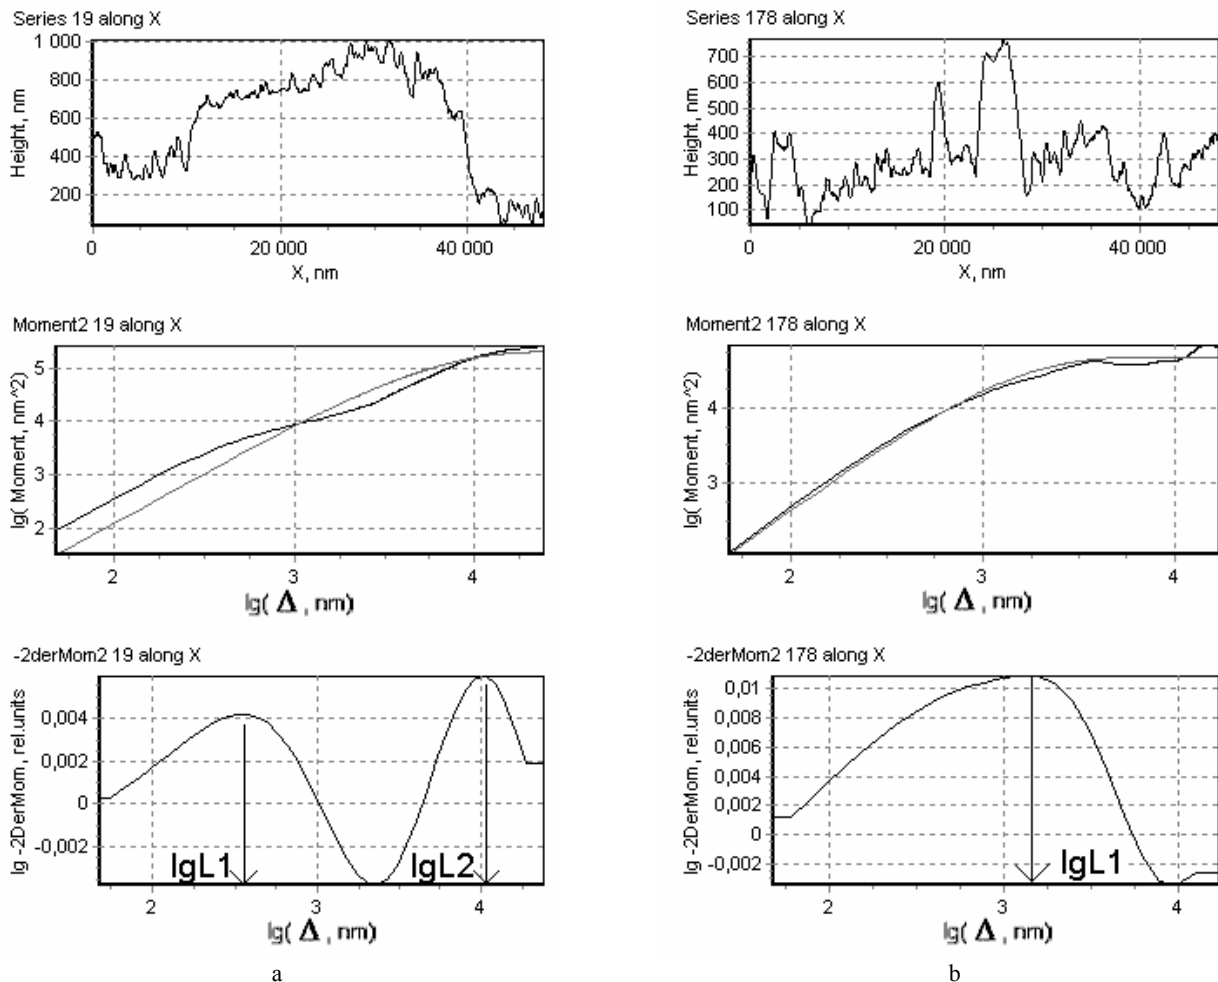 Series 19 along X
Height, nm
1 000
800
600
400
200
0
20 000
40 000
X, nm
Moment2 19 along X
lg( Moment, nm^2)
5
4
3
2
2
3
4
lg( Δ , nm)
-2derMom2 19 along X
lg -2DerMom, rel.units
0,004
0,002
0
-0,002
lgL1
lgL2
2
3
4
lg( Δ , nm)
a
Series 178 along X
Height, nm
700
600
500
400
300
200
100
0
20 000
40 000
X, nm
Moment2 178 along X
lg( Moment, nm^2)
4
3
2
3
4
lg( Δ , nm)
-2derMom2 178 along X
lg -2DerMom, rel.units
0,01
0,008
0,006
0,004
0,002
0
-0,002
lgL1
2
3
4
lg( Δ , nm)
b